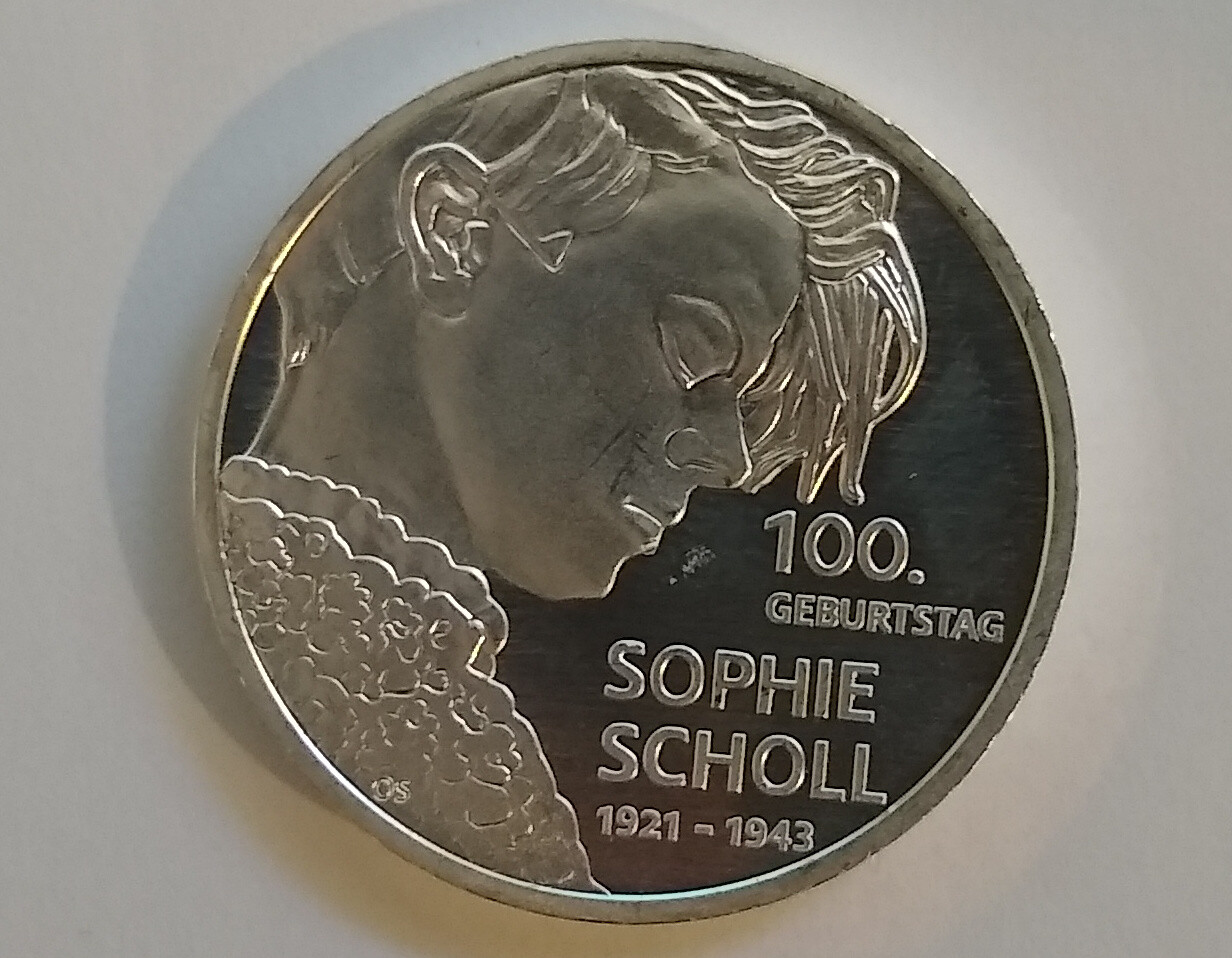 100.
GEBURTSTAG
SOPHIE
SCHOLL
1921 - 1943
OS